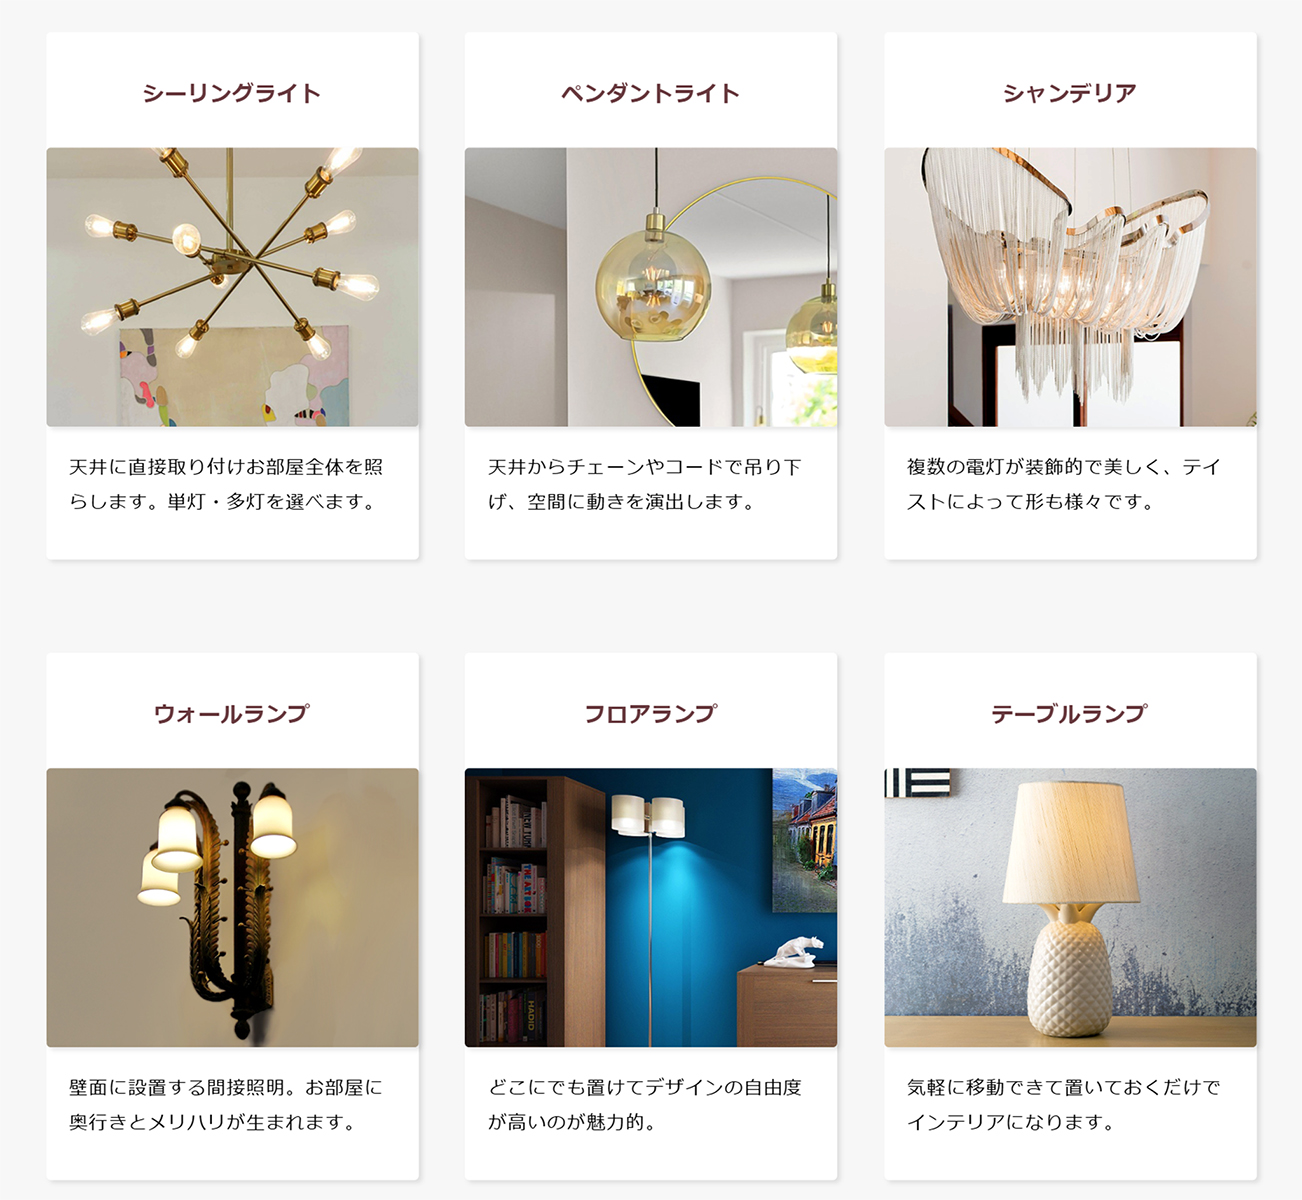 シーリングライト
ペンダントライト
シャンデリア
天井に直接取り付けお部屋全体を照
らします。単灯・多灯を選べます。
天井からチェーンやコードで吊り下
げ、空間に動きを演出します。
複数の電灯が装飾的で美しく、テイ
ストによって形も様々です。
ウォールランプ
フロアランプ
テーブルランプ
HADID
壁面に設置する間接照明。お部屋に
奥行きとメリハリが生まれます。
どこにでも置けてデザインの自由度
が高いのが魅力的。
気軽に移動できて置いておくだけで
インテリアになります。